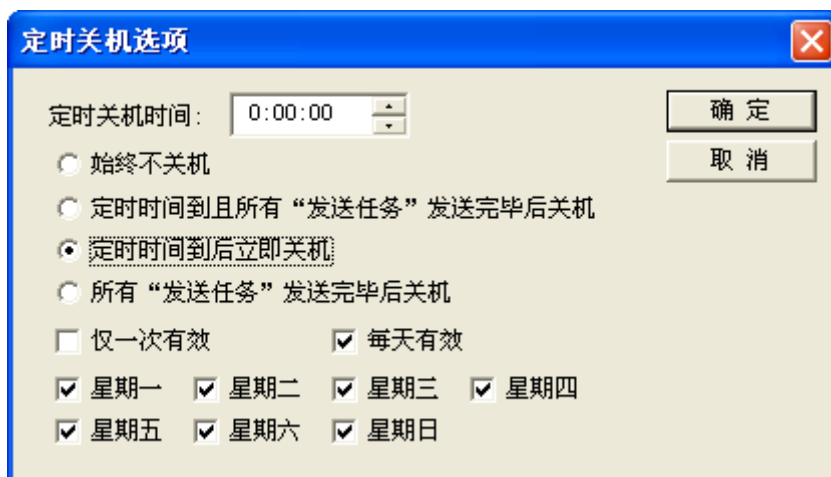 定时关机选项
定时关机时间: 0:00:00 确 定
始终不关机 取 消
定时时间到且所有“发送任务”发送完毕后关机
定时时间到后立即关机
所有“发送任务”发送完毕后关机
仅一次有效 每天有效
星期一 星期二 星期三 星期四
星期五 星期六 星期日